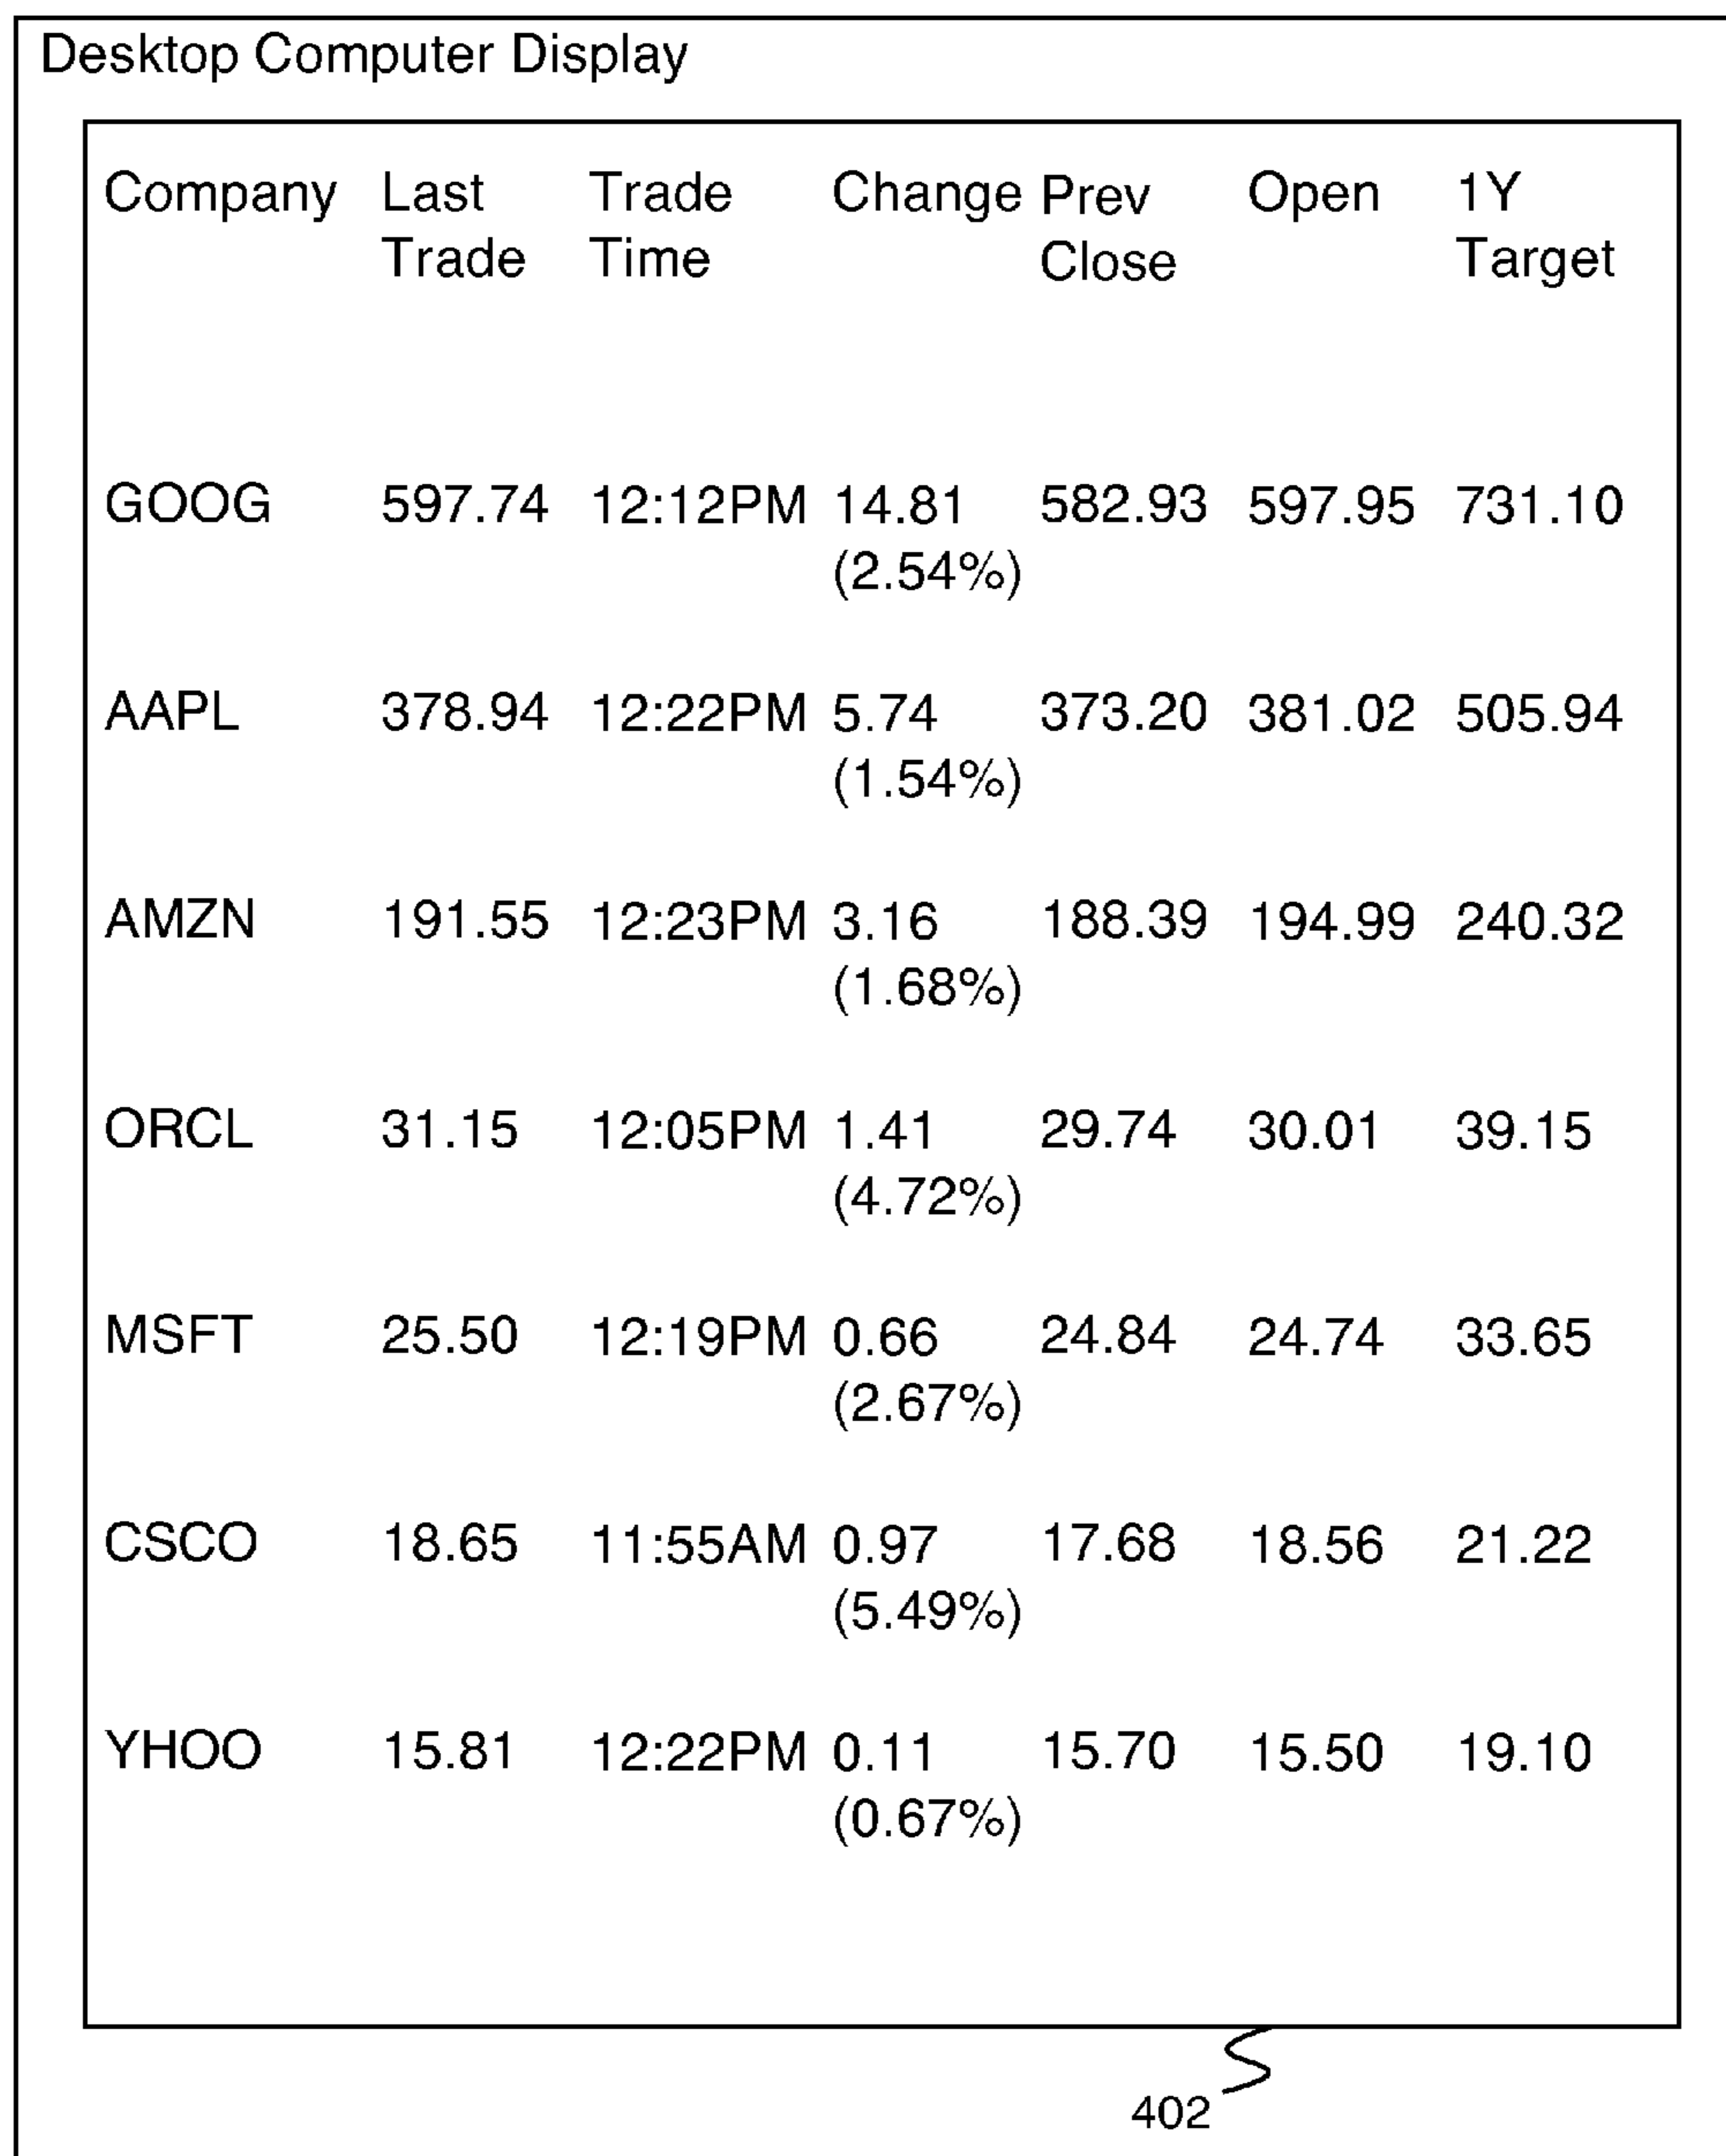 Desktop Computer Display
Company Last Trade Change Prev Open 1Y
Trade Time Close Target
GOOG 597.74 12:12PM 14.81 582.93 597.95 731.10
(2.54%)
AAPL 378.94 12:22PM 5.74 373.20 381.02 505.94
(1.54%)
AMZN 191.55 12:23PM 3.16 188.39 194.99 240.32
(1.68%)
ORCL 31.15 12:05PM 1.41 29.74 30.01 39.15
(4.72%)
MSFT 25.50 12:19PM 0.66 24.84 24.74 33.65
(2.67%)
CSCO 18.65 11:55AM 0.97 17.68 18.56 21.22
(5.49%)
YHOO 15.81 12:22PM 0.11 15.70 15.50 19.10
(0.67%)
402